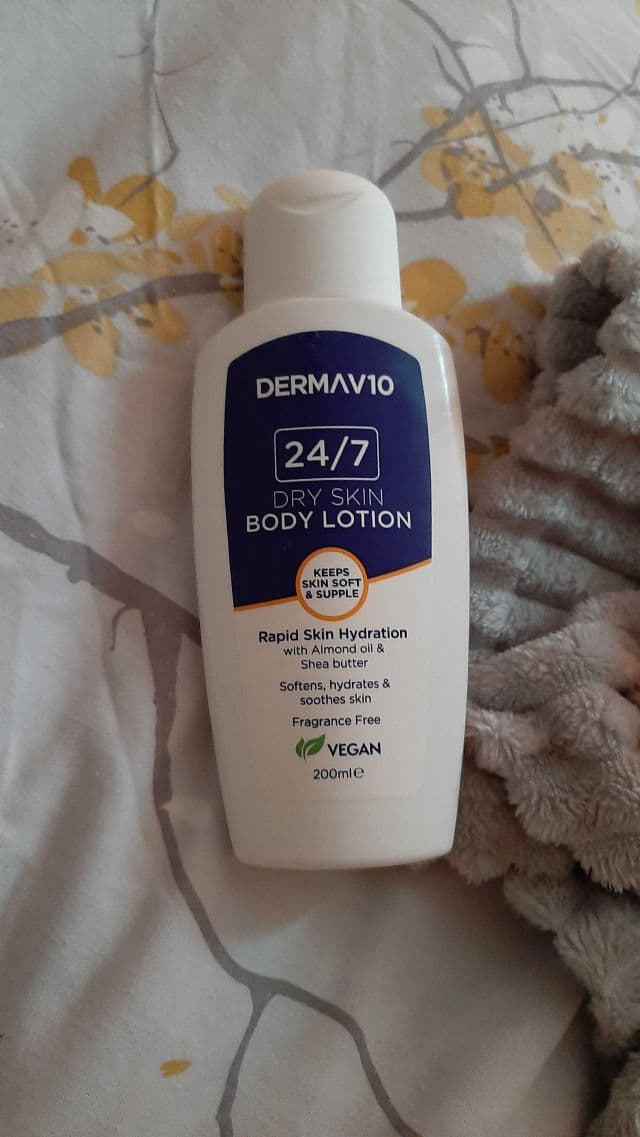 DERMAV10
24/7
DRY SKIN
BODY LOTION
KEEPS
SKIN SOFT
& SUPPLE
Rapid Skin Hydration
with Almond oil &
Shea butter
Softens, hydrates &
soothes skin
Fragrance Free
VEGAN
200ml℮